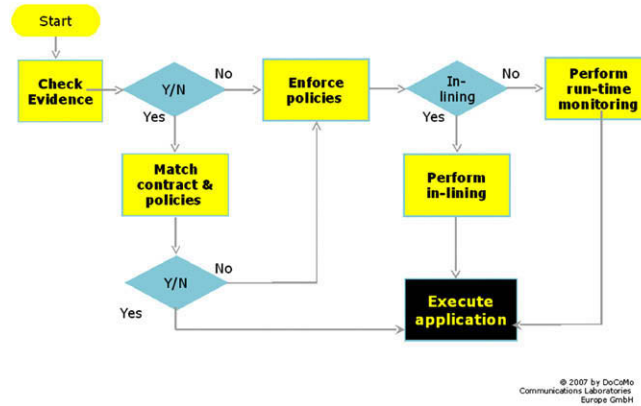 Start
Check
Evidence
Y/N
No
Yes
Enforce
policies
In-
lining
No
Yes
Perform
run-time
monitoring
Match
contract &
policies
Perform
in-lining
Y/N
No
Yes
Execute
application
© 2007 by DoCoMo
Communications Laboratories
Europe GmbH